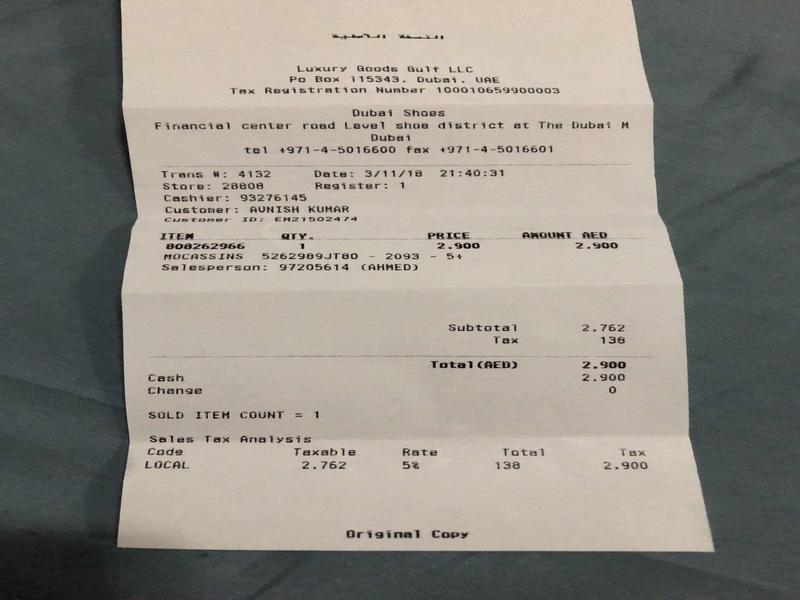 النسخة الأصلية
Luxury Goods Gulf LLC
Po Box 115343, Dubai, UAE
Tax Registration Number 100010659900003
Dubai Shoes
Financial center road Level shoe district at The Dubai M
Dubai
tel +971-4-5016600 fax +971-4-5016601
Trans #: 4132 Date: 3/11/18 21:40:31
Store: 28808 Register: 1
Cashier: 93276145
Customer: AVNISH KUMAR
Customer ID: EM21502474
ITEM QTY. PRICE AMOUNT AED
808262966 1 2.900 2.900
MOCASSINS 5262989JT80 - 2093 - 5+
Salesperson: 97205614 (AHMED)
Subtotal 2.762
Tax 138
Total(AED) 2.900
Cash 2.900
Change 0
SOLD ITEM COUNT = 1
Sales Tax Analysis
Code Taxable Rate Total Tax
LOCAL 2.762 5% 138 2.900
Original Copy